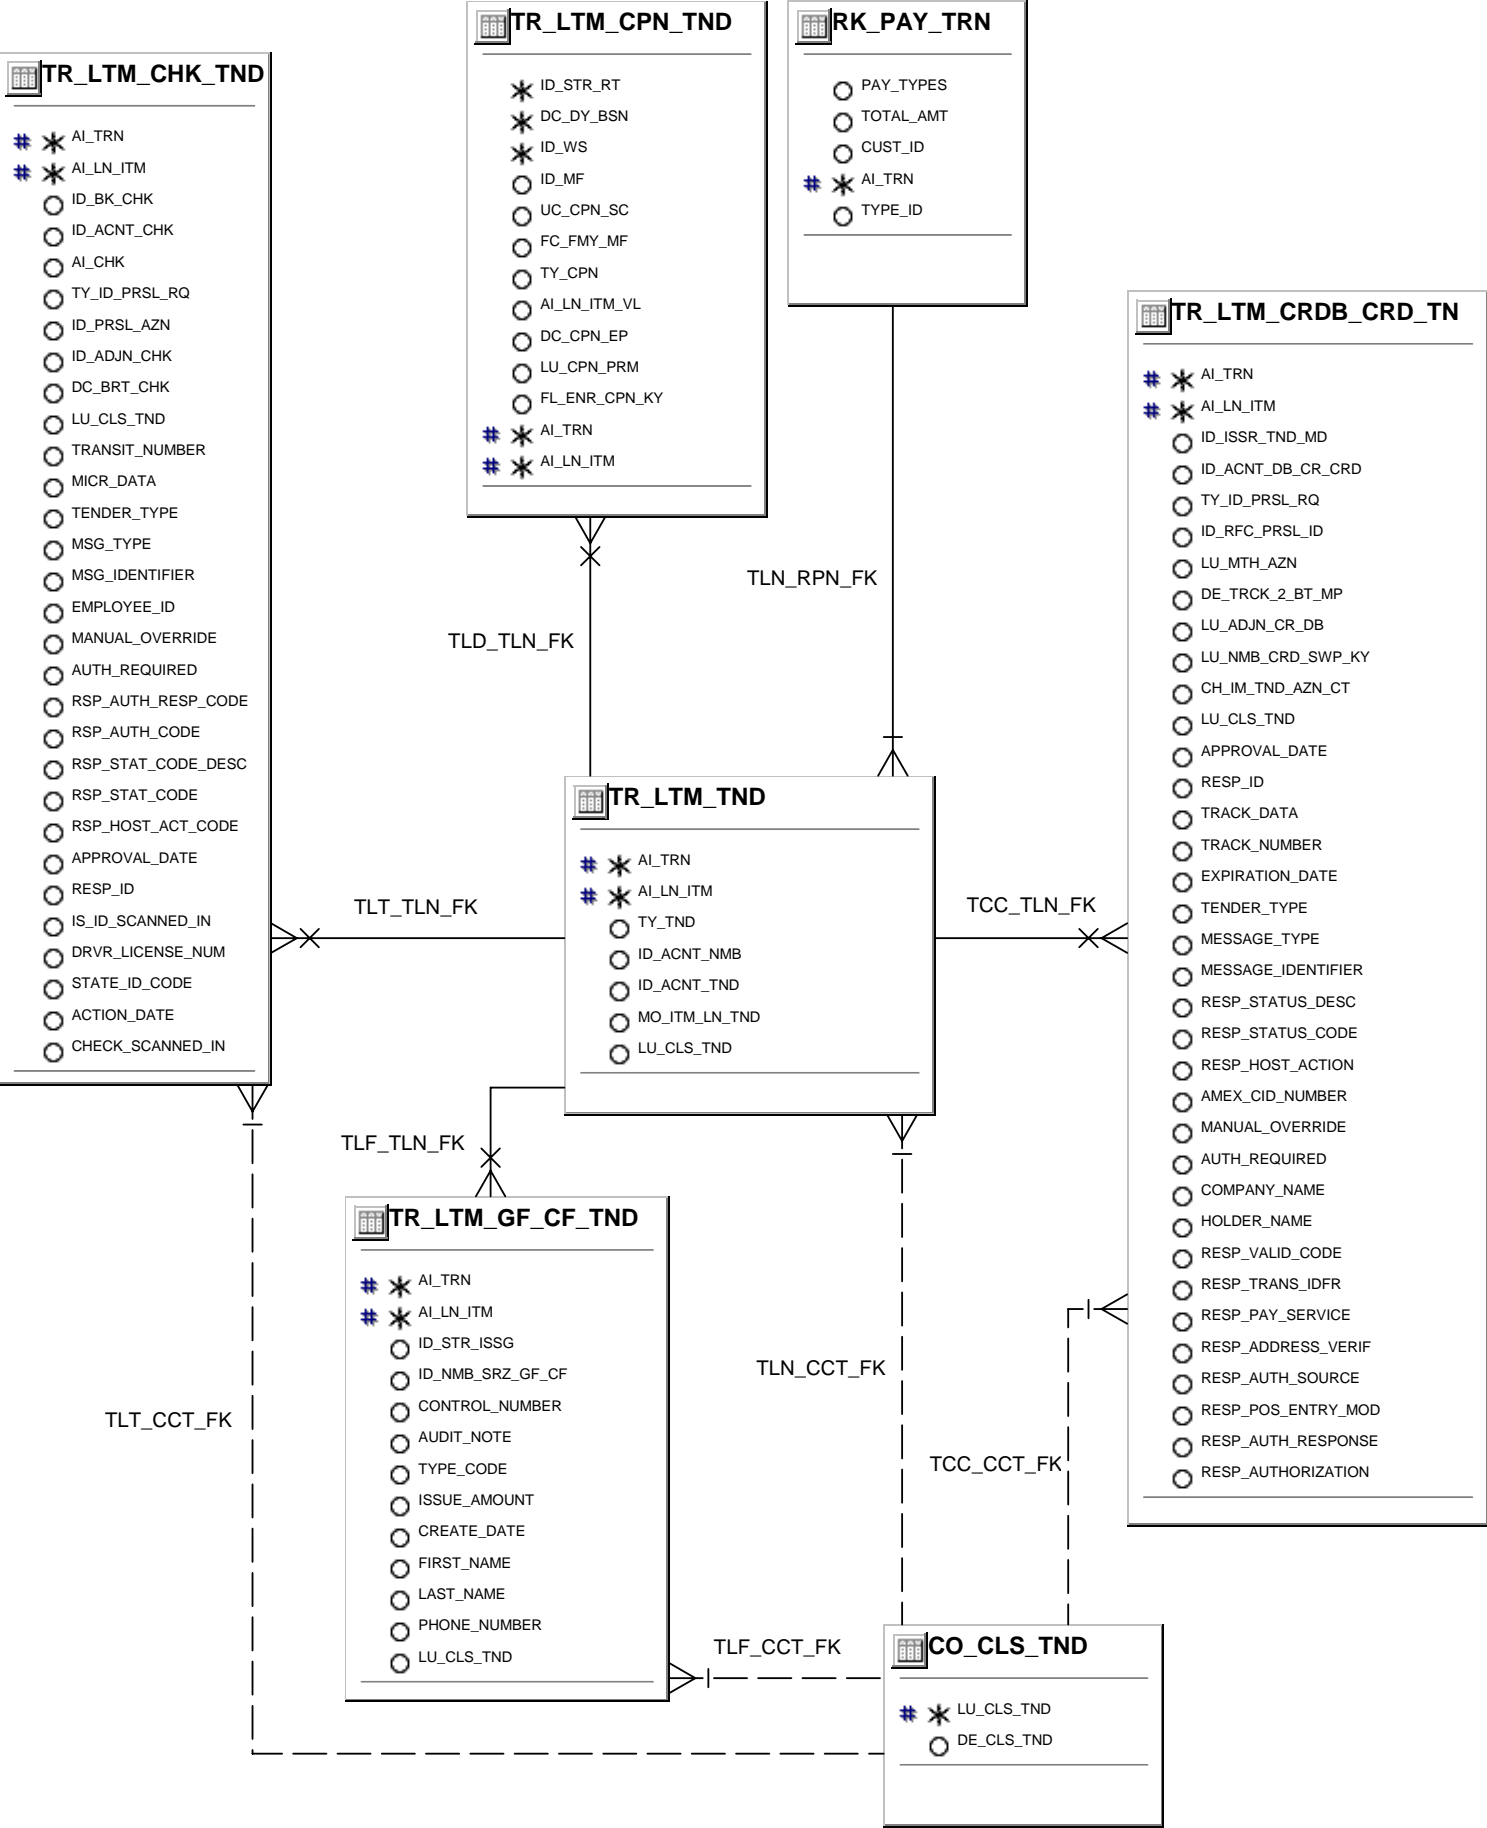 TR_LTM_CHK_TND
# * AI_TRN
# * AI_LN_ITM
ID_BK_CHK
ID_ACNT_CHK
AI_CHK
TY_ID_PRSL_RQ
ID_PRSL_AZN
ID_ADJN_CHK
DC_BRT_CHK
LU_CLS_TND
TRANSIT_NUMBER
MICR_DATA
TENDER_TYPE
MSG_TYPE
MSG_IDENTIFIER
EMPLOYEE_ID
MANUAL_OVERRIDE
AUTH_REQUIRED
RSP_AUTH_RESP_CODE
RSP_AUTH_CODE
RSP_STAT_CODE_DESC
RSP_STAT_CODE
RSP_HOST_ACT_CODE
APPROVAL_DATE
RESP_ID
IS_ID_SCANNED_IN
DRVR_LICENSE_NUM
STATE_ID_CODE
ACTION_DATE
CHECK_SCANNED_IN
TR_LTM_CPN_TND
* ID_STR_RT
* DC_DY_BSN
* ID_WS
ID_MF
UC_CPN_SC
FC_FMY_MF
TY_CPN
AI_LN_ITM_VL
DC_CPN_EP
LU_CPN_PRM
FL_ENR_CPN_KY
# * AI_TRN
# * AI_LN_ITM
RK_PAY_TRN
PAY_TYPES
TOTAL_AMT
CUST_ID
# * AI_TRN
TYPE_ID
TR_LTM_CRDB_CRD_TN
# * AI_TRN
# * AI_LN_ITM
ID_ISSR_TND_MD
ID_ACNT_DB_CR_CRD
TY_ID_PRSL_RQ
ID_RFC_PRSL_ID
LU_MTH_AZN
DE_TRCK_2_BT_MP
LU_ADJN_CR_DB
LU_NMB_CRD_SWP_KY
CH_IM_TND_AZN_CT
LU_CLS_TND
APPROVAL_DATE
RESP_ID
TRACK_DATA
TRACK_NUMBER
EXPIRATION_DATE
TENDER_TYPE
MESSAGE_TYPE
MESSAGE_IDENTIFIER
RESP_STATUS_DESC
RESP_STATUS_CODE
RESP_HOST_ACTION
AMEX_CID_NUMBER
MANUAL_OVERRIDE
AUTH_REQUIRED
COMPANY_NAME
HOLDER_NAME
RESP_VALID_CODE
RESP_TRANS_IDFR
RESP_PAY_SERVICE
RESP_ADDRESS_VERIF
RESP_AUTH_SOURCE
RESP_POS_ENTRY_MOD
RESP_AUTH_RESPONSE
RESP_AUTHORIZATION
TLN_RPN_FK
TLD_TLN_FK
TR_LTM_TND
# * AI_TRN
# * AI_LN_ITM
TY_TND
ID_ACNT_NMB
ID_ACNT_TND
MO_ITM_LN_TND
LU_CLS_TND
TLT_TLN_FK
TCC_TLN_FK
TLF_TLN_FK
TR_LTM_GF_CF_TND
# * AI_TRN
# * AI_LN_ITM
ID_STR_ISSG
ID_NMB_SRZ_GF_CF
CONTROL_NUMBER
AUDIT_NOTE
TYPE_CODE
ISSUE_AMOUNT
CREATE_DATE
FIRST_NAME
LAST_NAME
PHONE_NUMBER
LU_CLS_TND
TLN_CCT_FK
TLT_CCT_FK
TCC_CCT_FK
TLF_CCT_FK
CO_CLS_TND
# * LU_CLS_TND
DE_CLS_TND